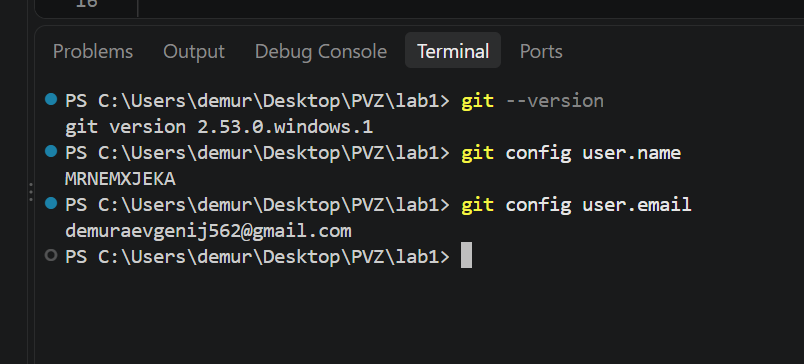 16
Problems Output Debug Console Terminal Ports
PS C:\Users\demur\Desktop\PVZ\lab1> git --version
git version 2.53.0.windows.1
PS C:\Users\demur\Desktop\PVZ\lab1> git config user.name
MRNEMXJEKA
PS C:\Users\demur\Desktop\PVZ\lab1> git config user.email
demuraevgenij562@gmail.com
PS C:\Users\demur\Desktop\PVZ\lab1>